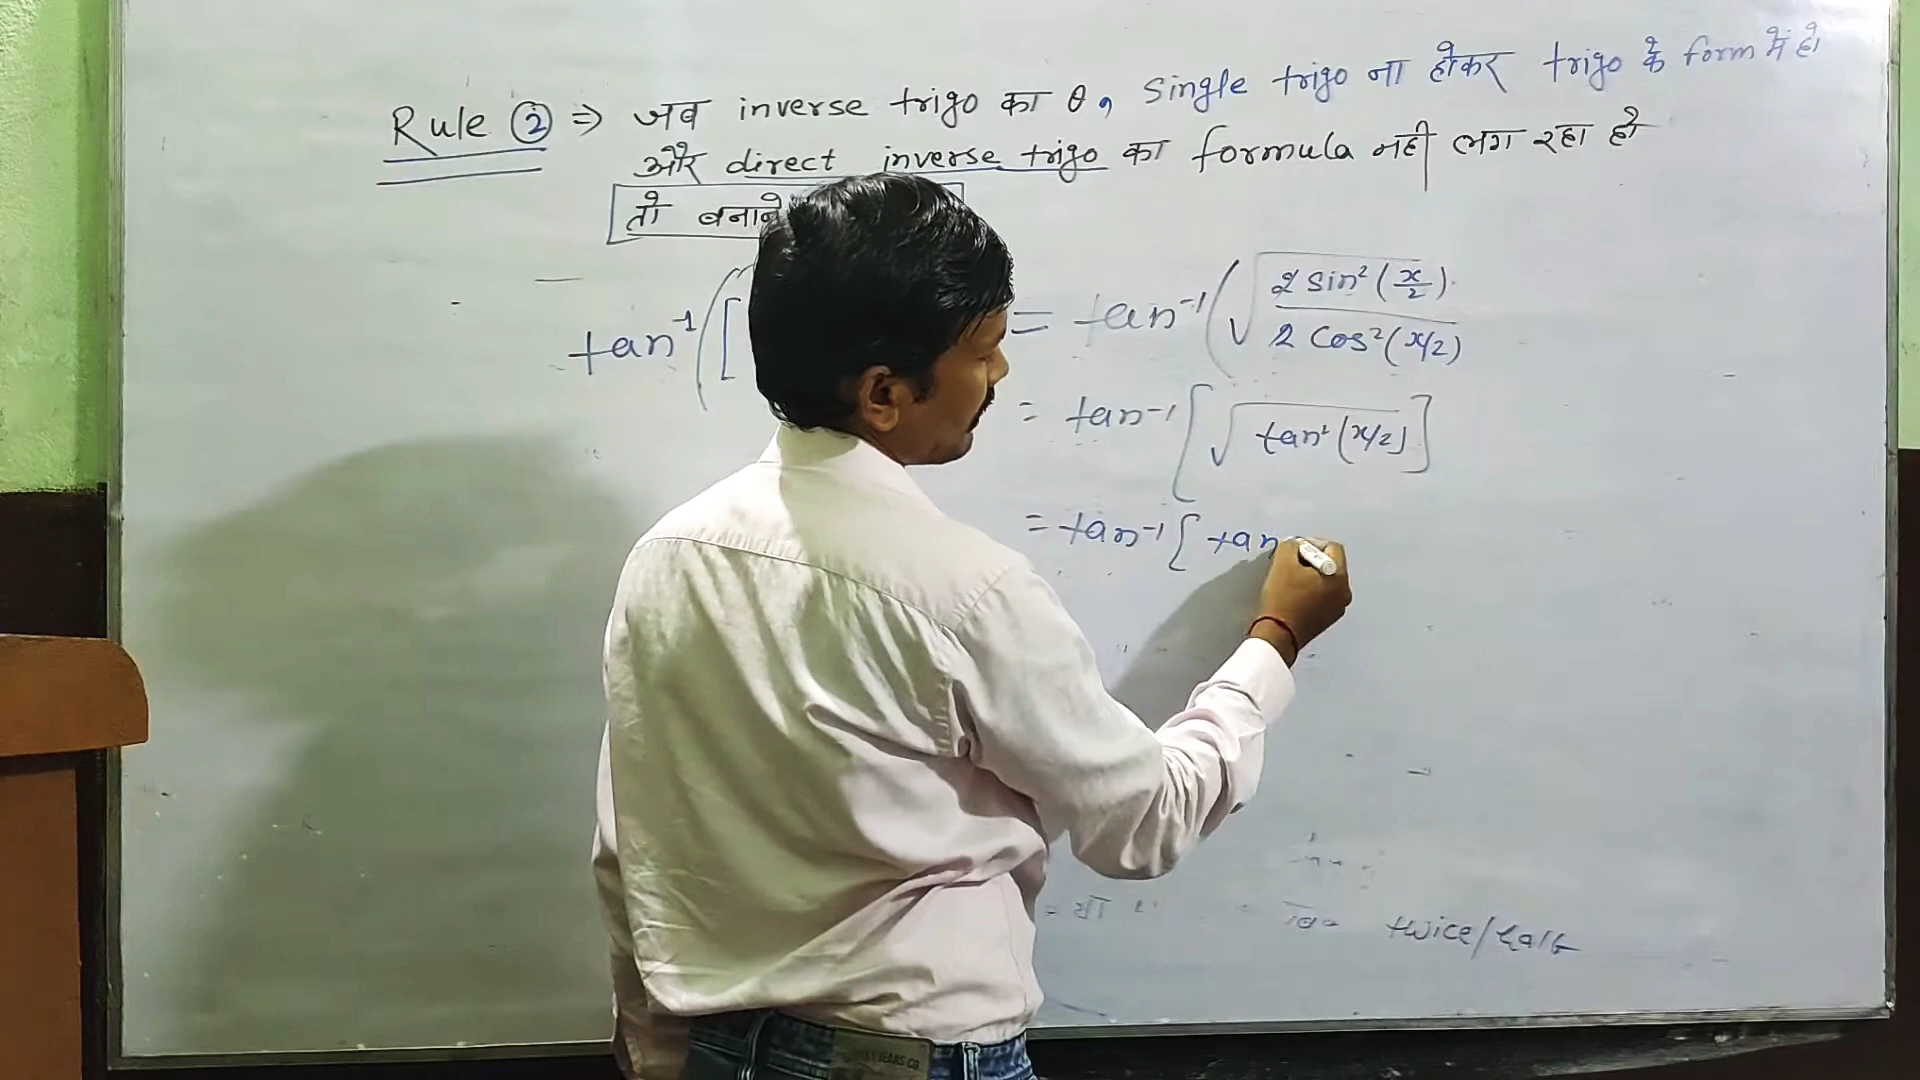 Rule ② ⇒ जब inverse trigo का θ, single trigo ना होकर trigo के form में हो
और direct inverse trigo का formula नही लग रहा हो
तो बनाने
tan⁻¹([ = tan⁻¹(√(2 sin²(x/2) / 2 cos²(x/2)
= tan⁻¹[√tan²(x/2)]
= tan⁻¹[tan
= या twice/half